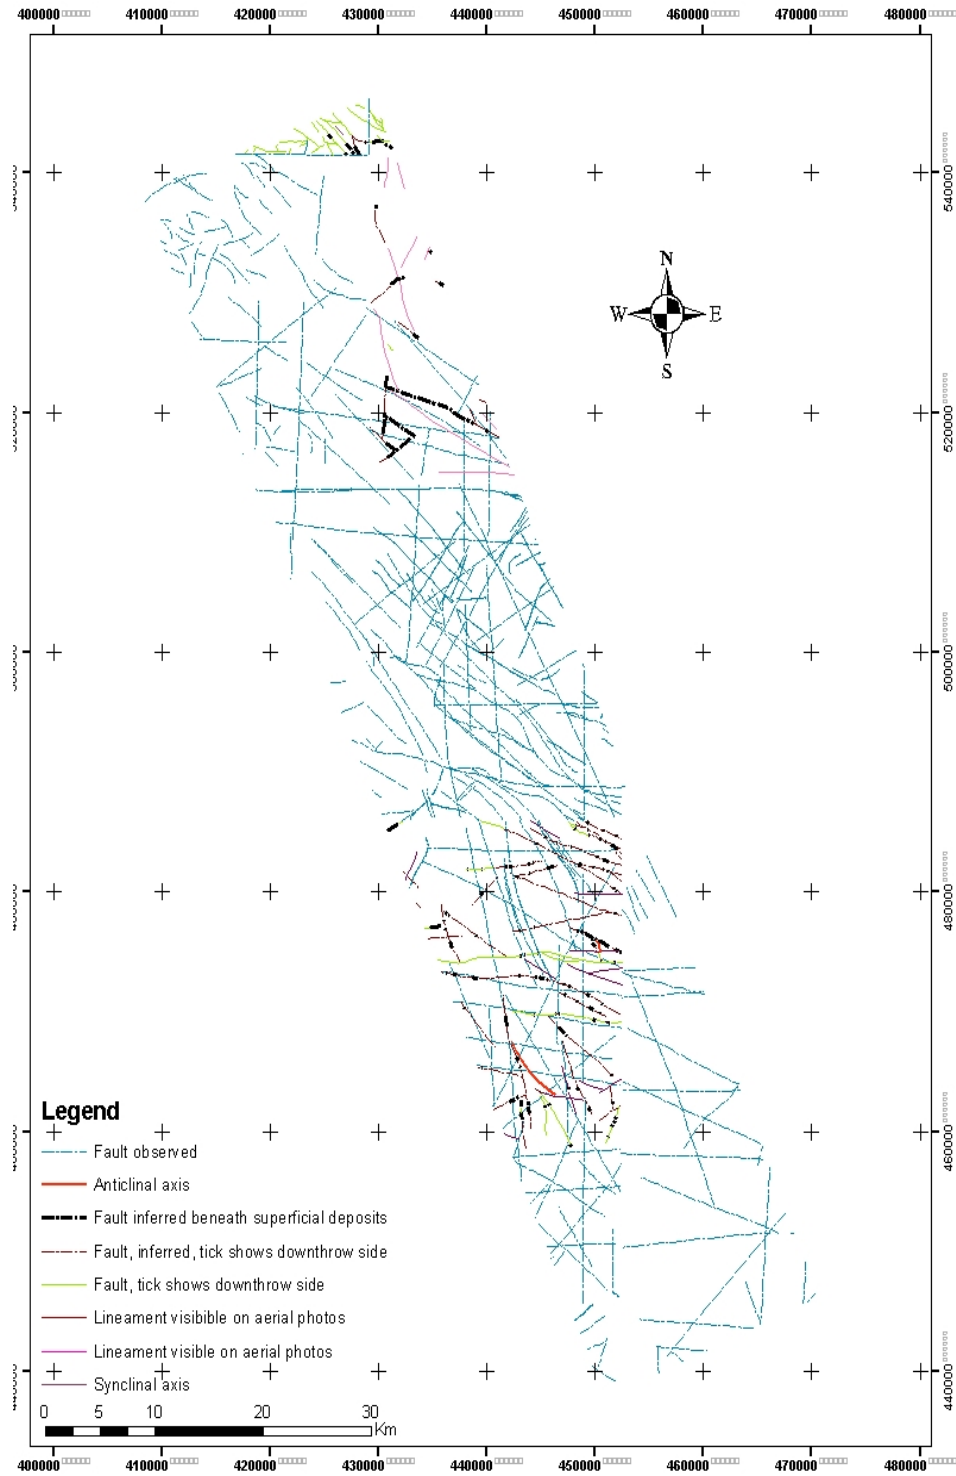 400000 410000 420000 430000 440000 450000 460000 470000 480000
540000
N
W E
S
520000
500000
480000
460000
440000
Legend
Fault observed
Anticlinal axis
Fault inferred beneath superficial deposits
Fault, inferred, tick shows downthrow side
Fault, tick shows downthrow side
Lineament visibible on aerial photos
Lineament visible on aerial photos
Synclinal axis
0 5 10 20 30
Km
400000 410000 420000 430000 440000 450000 460000 470000 480000